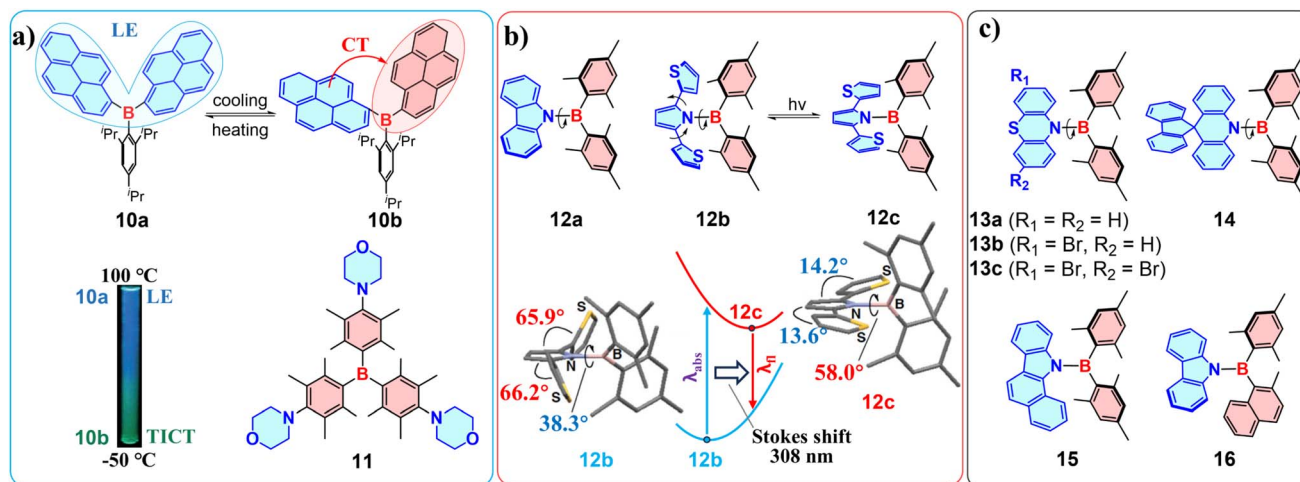 a)
LE
CT
B
iPr
iPr
iPr
10a
cooling
heating
B
iPr
iPr
iPr
10b
100 °C
10a
LE
10b
TICT
-50 °C
O
N
B
N
O
N
O
11
b)
N
B
12a
S
N
B
S
12b
hv
S
N
B
S
12c
65.9°
66.2°
38.3°
S
N
B
S
12b
λabs
12c
λfl
Stokes shift
308 nm
12b
14.2°
13.6°
58.0°
S
N
B
S
12c
c)
R1
S
N
B
R2
13a (R1 = R2 = H)
13b (R1 = Br, R2 = H)
13c (R1 = Br, R2 = Br)
N
B
14
N
B
15
N
B
16